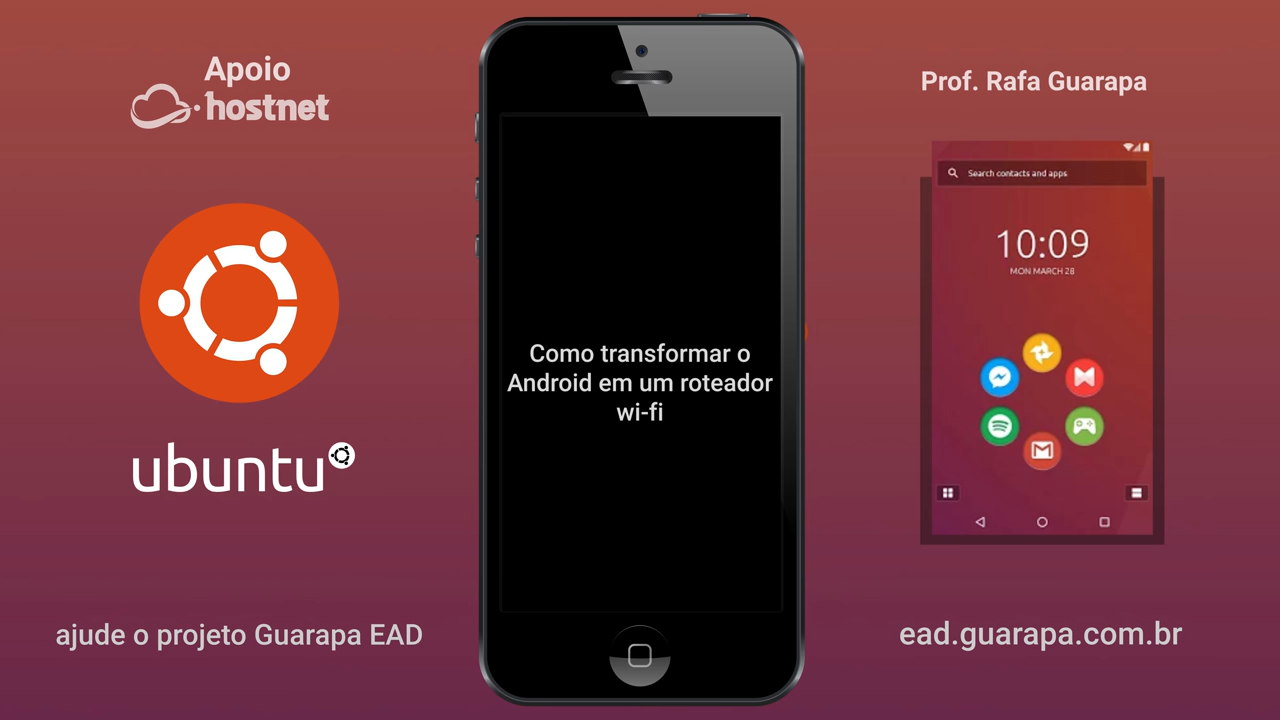 Apoio
hostnet
ubuntu
ajude o projeto Guarapa EAD
Como transformar o
Android em um roteador
wi-fi
Prof. Rafa Guarapa
Search contacts and apps
10:09
MON MARCH 28
ead.guarapa.com.br